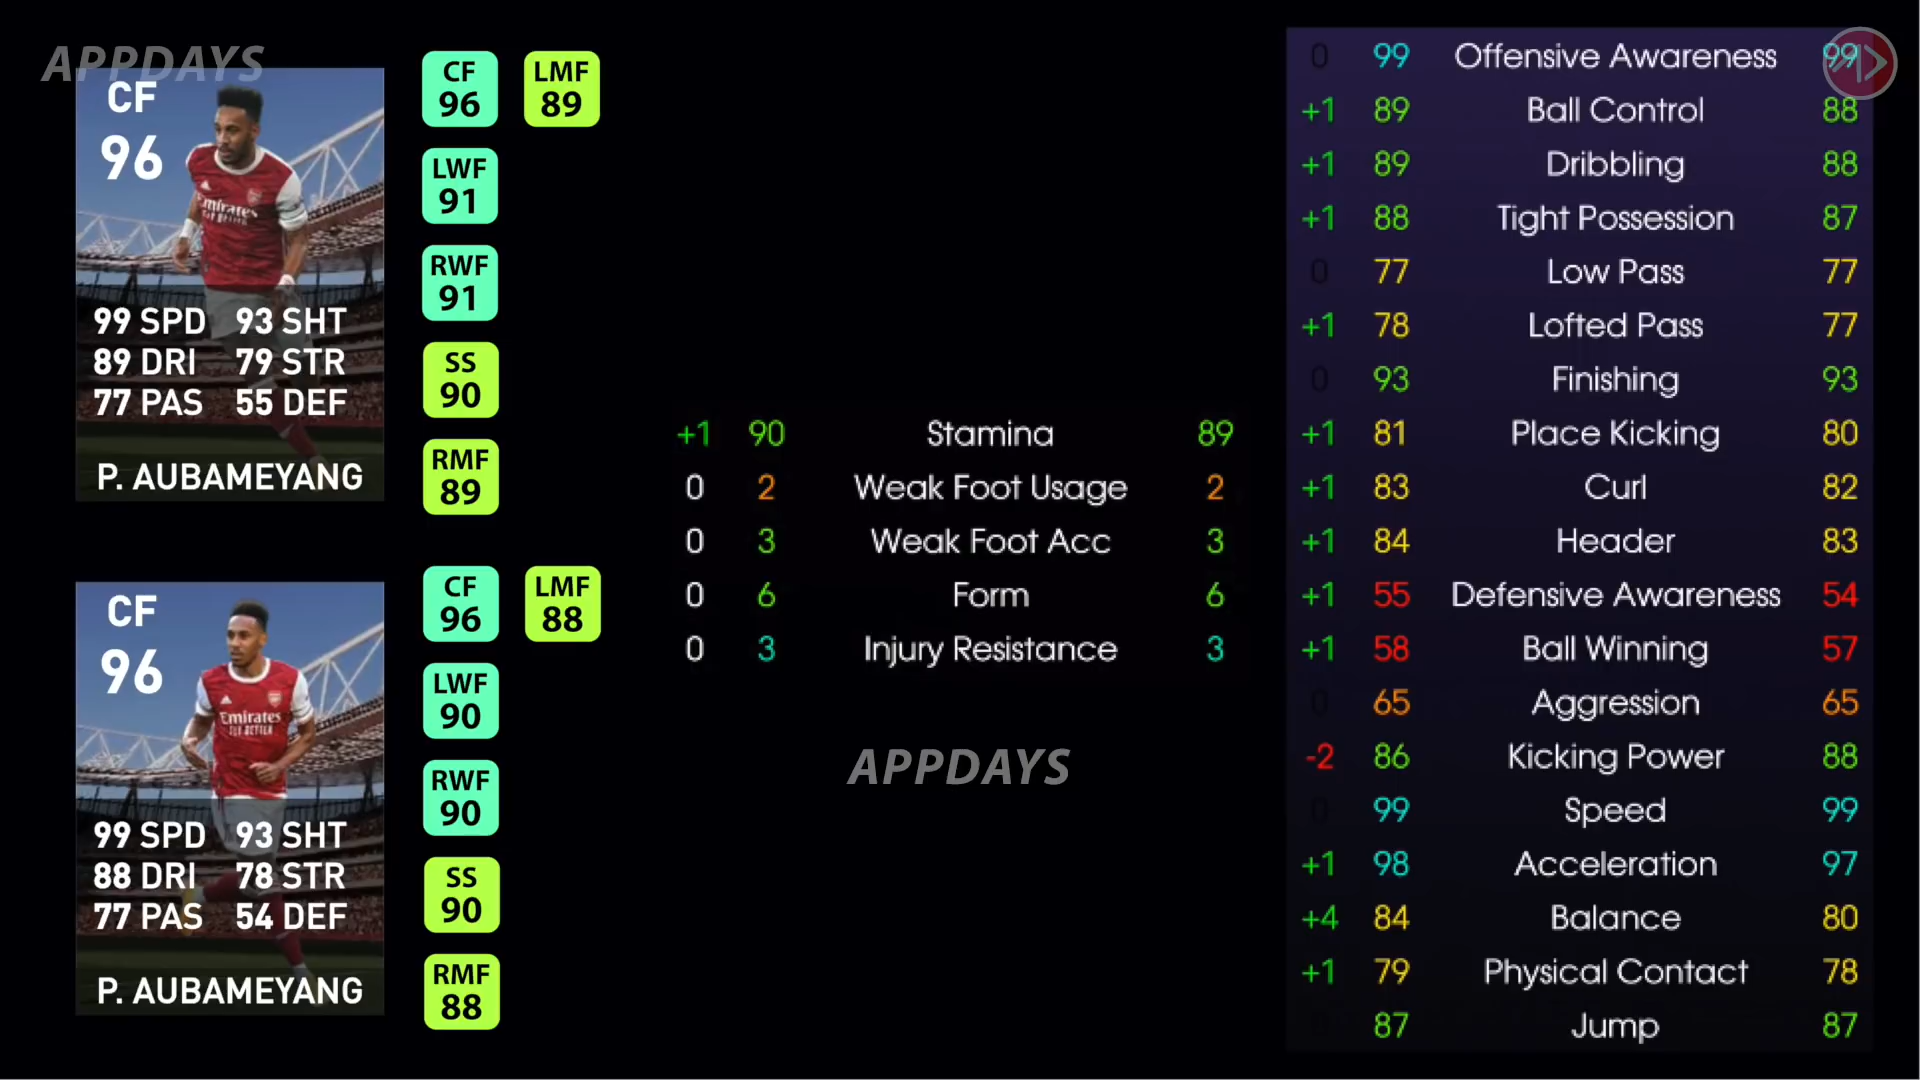 APPDAYS
CF
96
99 SPD 93 SHT
89 DRI 79 STR
77 PAS 55 DEF
P. AUBAMEYANG
CF
96
LMF
89
LWF
91
RWF
91
SS
90
RMF
89
CF
96
99 SPD 93 SHT
88 DRI 78 STR
77 PAS 54 DEF
P. AUBAMEYANG
CF
96
LMF
88
LWF
90
RWF
90
SS
90
RMF
88
+1 90 Stamina 89
0 2 Weak Foot Usage 2
0 3 Weak Foot Acc 3
0 6 Form 6
0 3 Injury Resistance 3
APPDAYS
0 99 Offensive Awareness 99
+1 89 Ball Control 88
+1 89 Dribbling 88
+1 88 Tight Possession 87
0 77 Low Pass 77
+1 78 Lofted Pass 77
0 93 Finishing 93
+1 81 Place Kicking 80
+1 83 Curl 82
+1 84 Header 83
+1 55 Defensive Awareness 54
+1 58 Ball Winning 57
0 65 Aggression 65
-2 86 Kicking Power 88
0 99 Speed 99
+1 98 Acceleration 97
+4 84 Balance 80
+1 79 Physical Contact 78
87 Jump 87
Emirates
Emirates
FLY BETTER